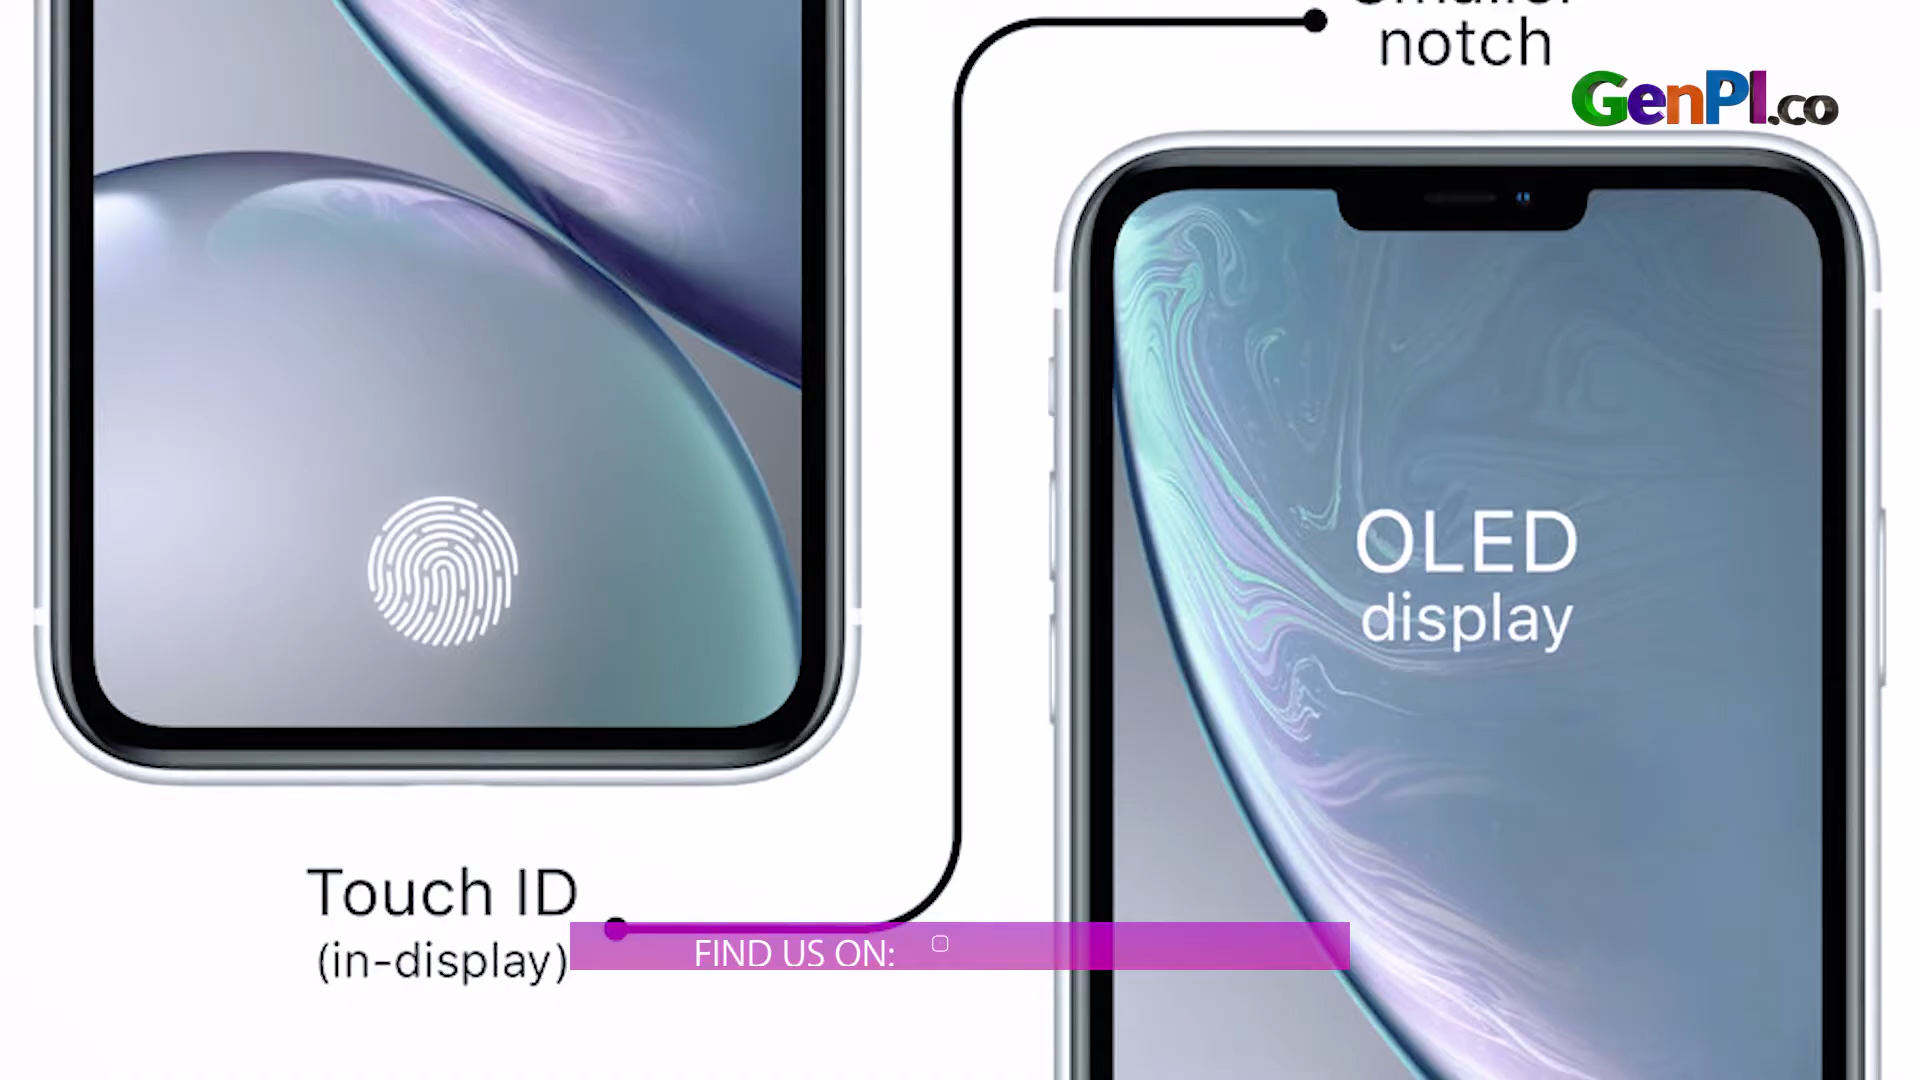 notch
GenPI.co
OLED
display
Touch ID
(in-display)
FIND US ON: